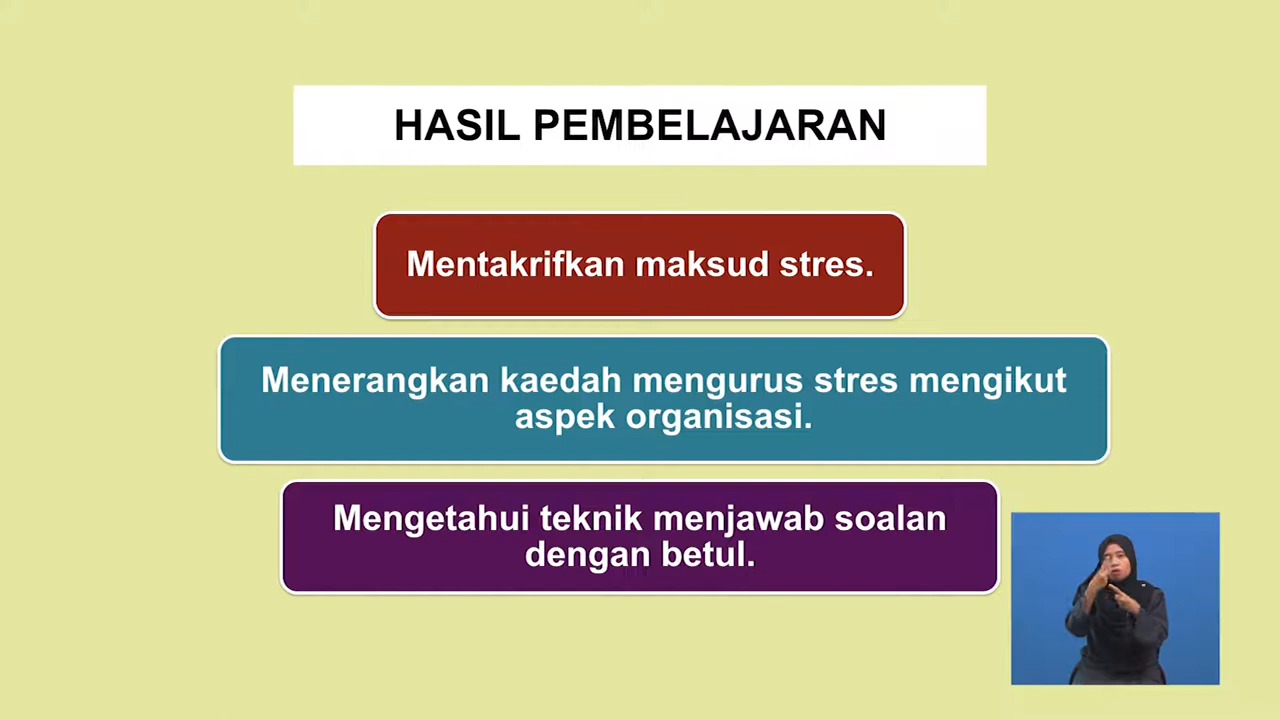 HASIL PEMBELAJARAN
Mentakrifkan maksud stres.
Menerangkan kaedah mengurus stres mengikut
aspek organisasi.
Mengetahui teknik menjawab soalan
dengan betul.